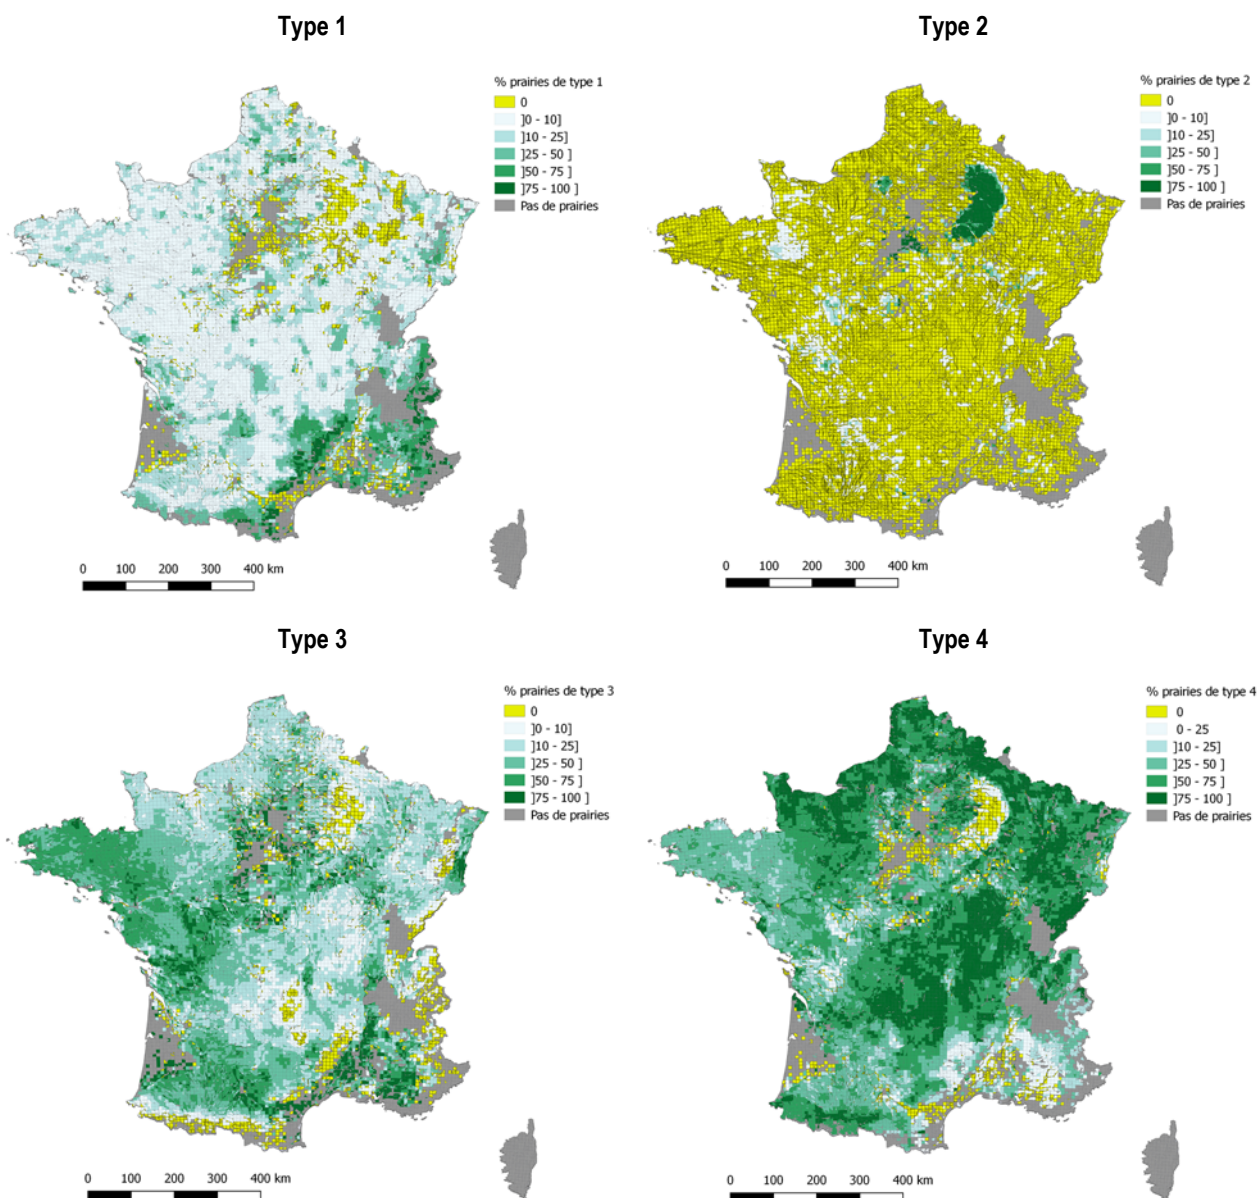 Type 1
% prairies de type 1
0
]0 - 10]
]10 - 25]
]25 - 50 ]
]50 - 75 ]
]75 - 100 ]
Pas de prairies
0 100 200 300 400 km
Type 2
% prairies de type 2
0
]0 - 10]
]10 - 25]
]25 - 50 ]
]50 - 75 ]
]75 - 100 ]
Pas de prairies
0 100 200 300 400 km
Type 3
% prairies de type 3
0
]0 - 10]
]10 - 25]
]25 - 50 ]
]50 - 75 ]
]75 - 100 ]
Pas de prairies
0 100 200 300 400 km
Type 4
% prairies de type 4
0
0 - 25
]10 - 25]
]25 - 50 ]
]50 - 75 ]
]75 - 100 ]
Pas de prairies
0 100 200 300 400 km